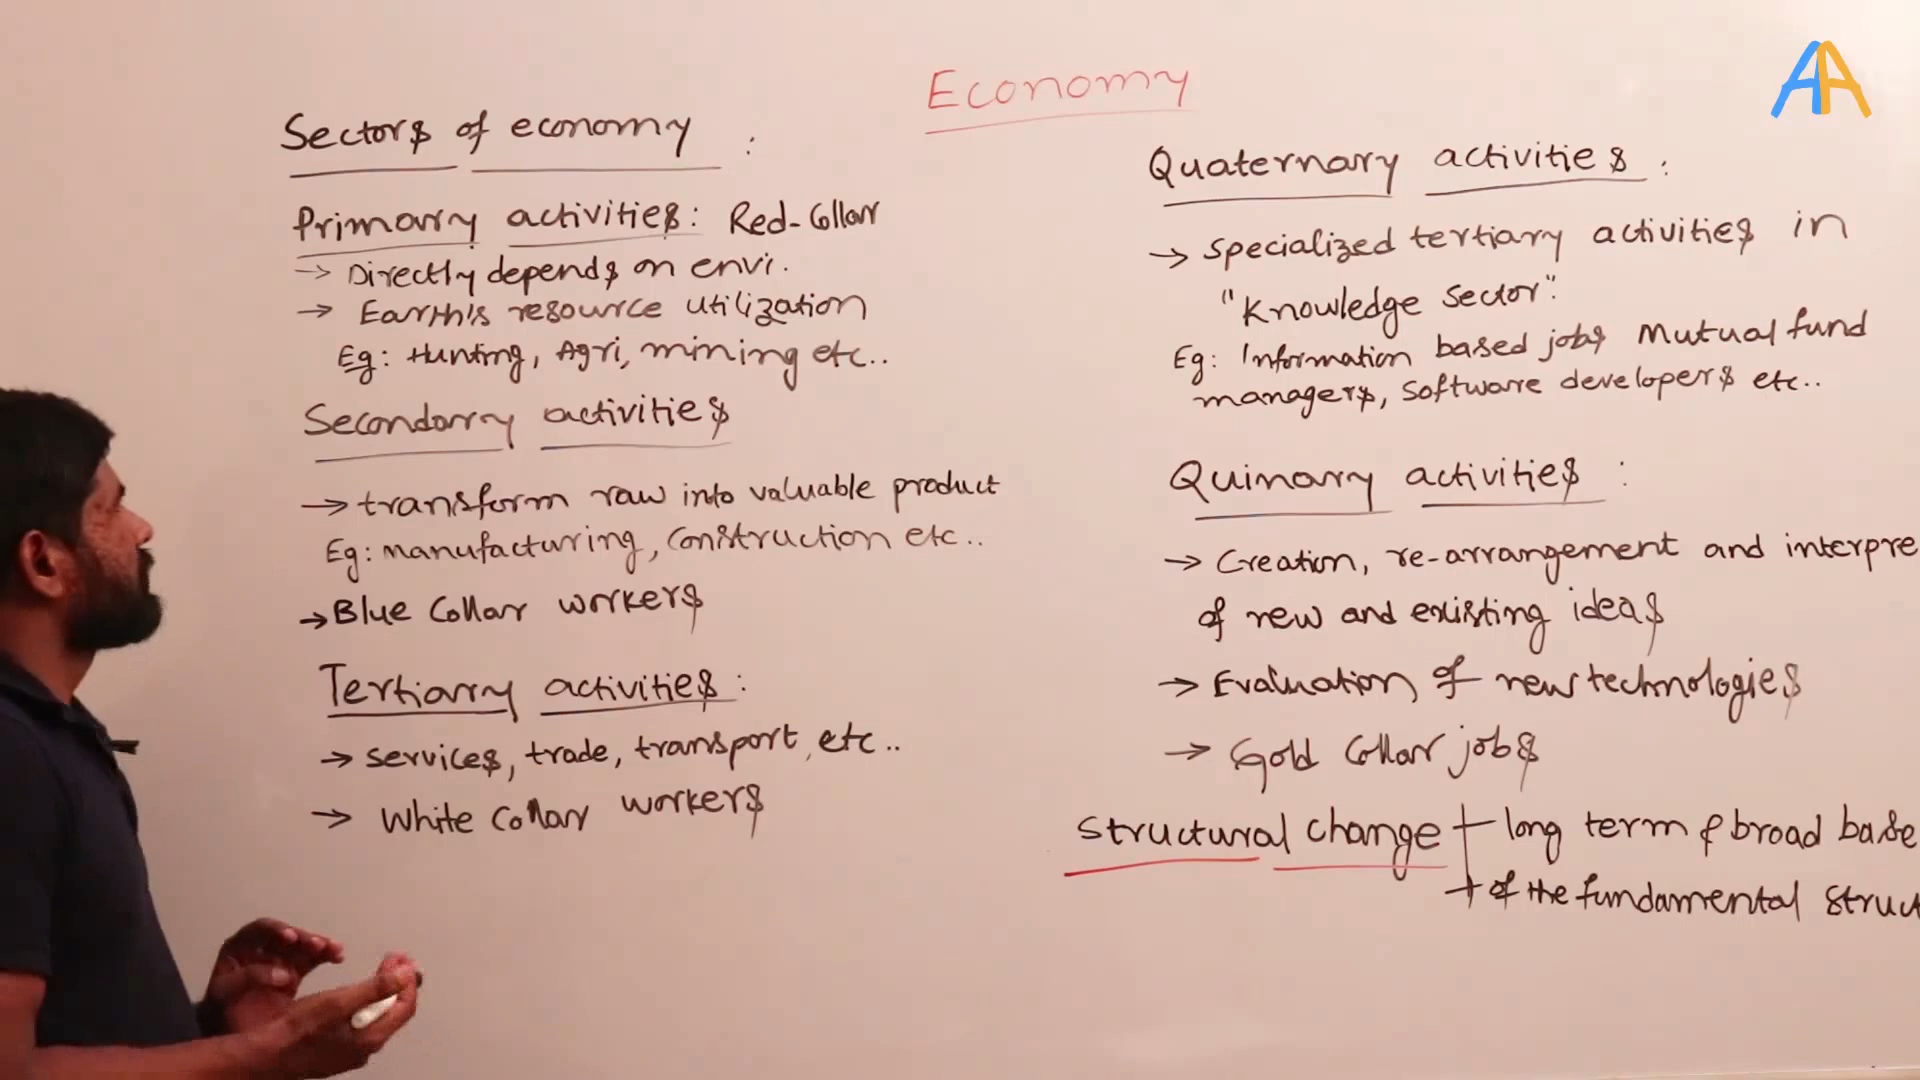 Economy
Sectors of economy :
Primary activities: Red-Collar
→ Directly depends on envi.
→ Earth's resource utilization
Eg: Hunting, Agri, mining etc..
Secondary activities
→ transform raw into valuable product
Eg: manufacturing, Construction etc..
→ Blue Collar workers
Tertiary activities:
→ services, trade, transport, etc..
→ White Collar workers
Quaternary activities :
→ specialized tertiary activities in
"Knowledge Sector".
Eg: Information based jobs Mutual fund
managers, Software developers etc..
Quinary activities :
→ Creation, re-arrangement and interpre
of new and existing ideas
→ Evaluation of new technologies
→ Gold Collar jobs
Structural change long term & broad base
→ of the fundamental struct
AA